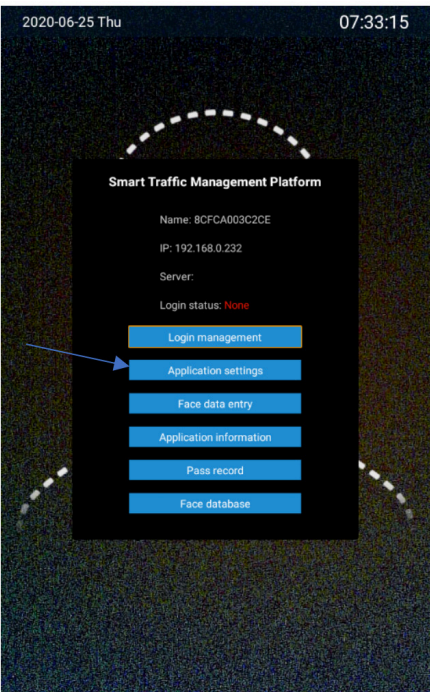 2020-06-25 Thu 07:33:15
Smart Traffic Management Platform
Name: 8CFCA003C2CE
IP: 192.168.0.232
Server:
Login status: None
Login management
Application settings
Face data entry
Application information
Pass record
Face database